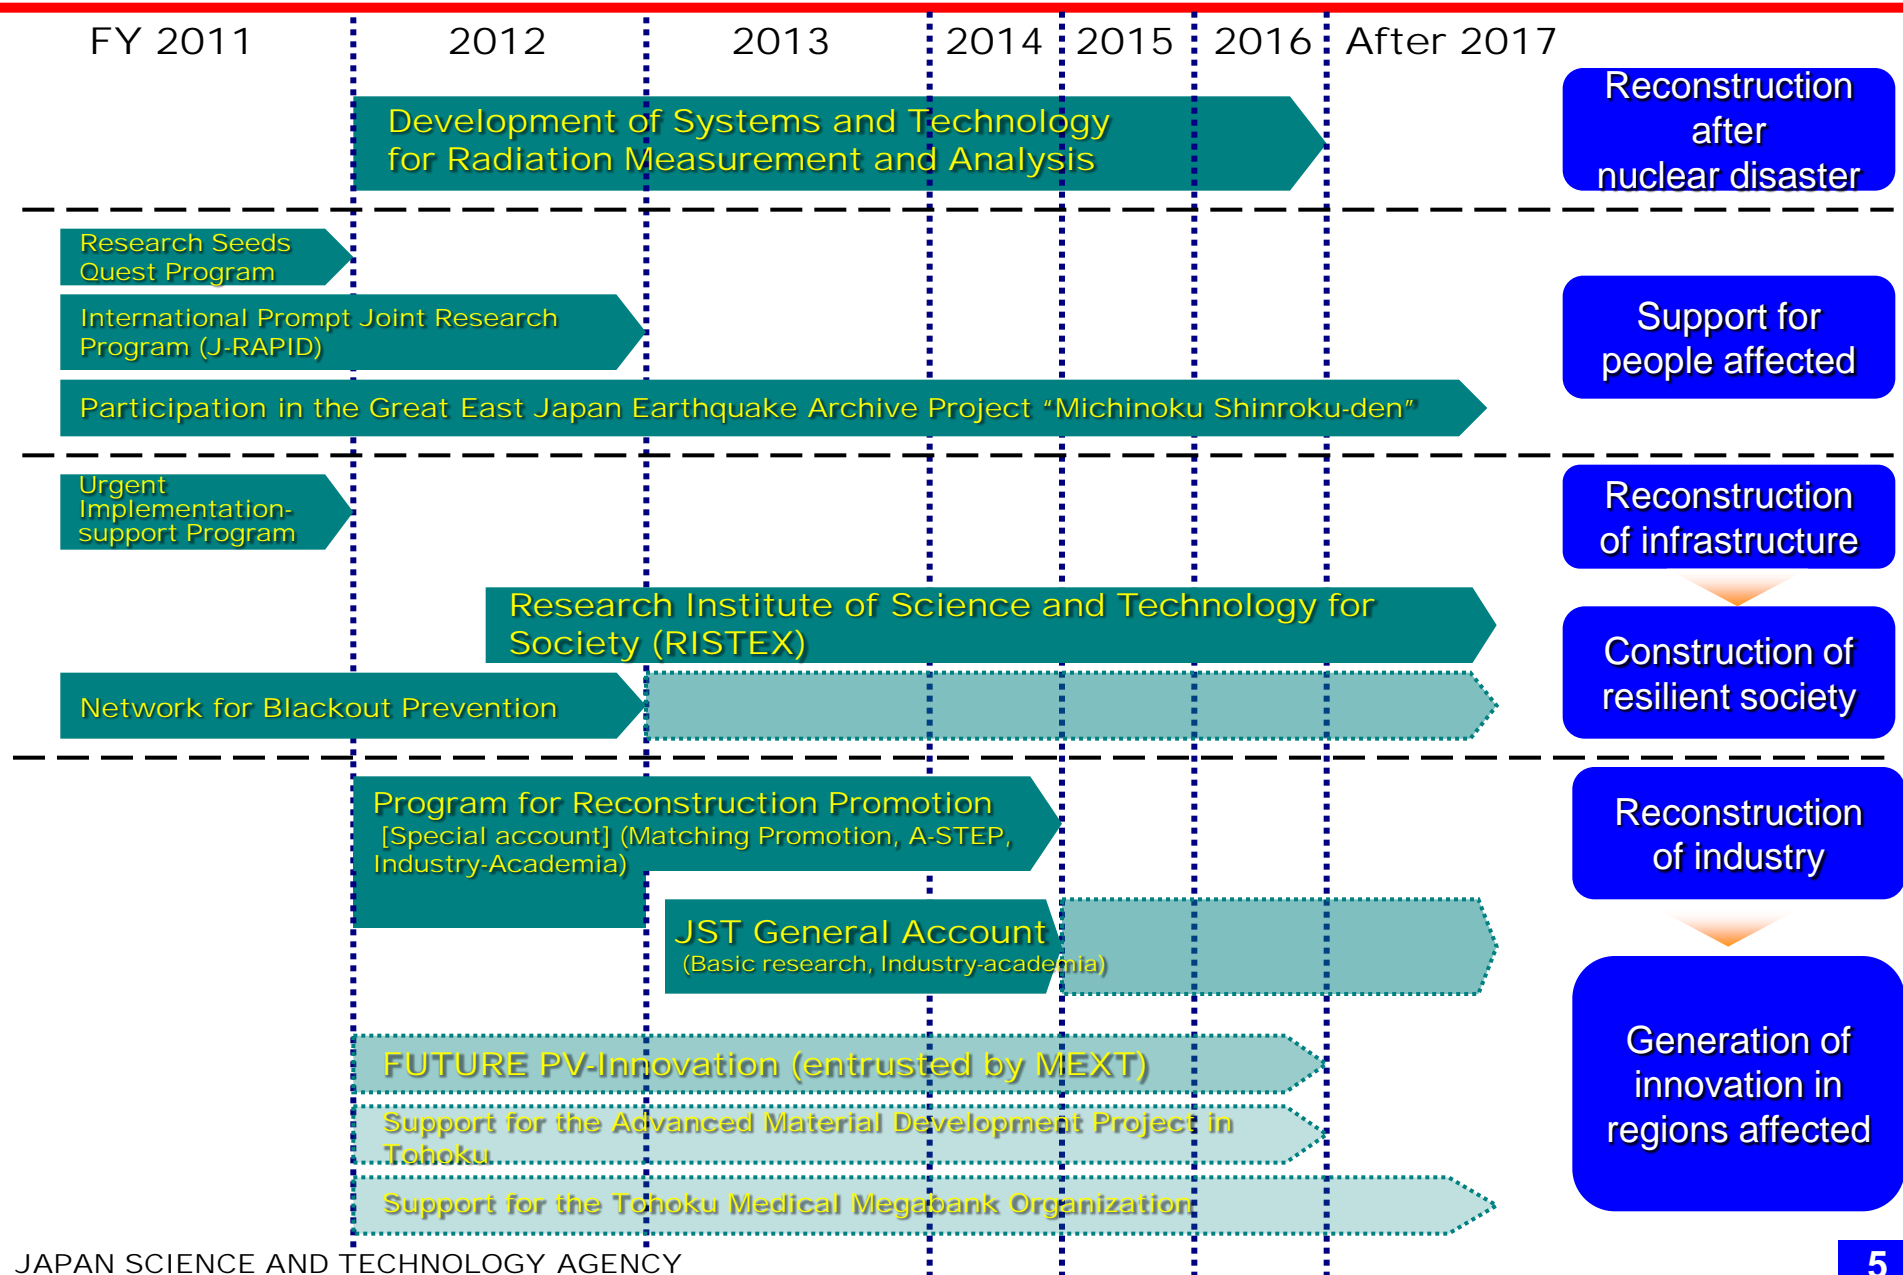 FY 2011 2012 2013 2014 2015 2016 After 2017
Development of Systems and Technology
for Radiation Measurement and Analysis
Reconstruction
after
nuclear disaster
Research Seeds
Quest Program
International Prompt Joint Research
Program (J-RAPID)
Participation in the Great East Japan Earthquake Archive Project “Michinoku Shinroku-den”
Support for
people affected
Urgent
Implementation-
support Program
Reconstruction
of infrastructure
Research Institute of Science and Technology for
Society (RISTEX)
Network for Blackout Prevention
Construction of
resilient society
Program for Reconstruction Promotion
[Special account] (Matching Promotion, A-STEP,
Industry-Academia)
Reconstruction
of industry
JST General Account
(Basic research, Industry-academia)
FUTURE PV-Innovation (entrusted by MEXT)
Support for the Advanced Material Development Project in
Tohoku
Support for the Tohoku Medical Megabank Organization
Generation of
innovation in
regions affected
JAPAN SCIENCE AND TECHNOLOGY AGENCY
5